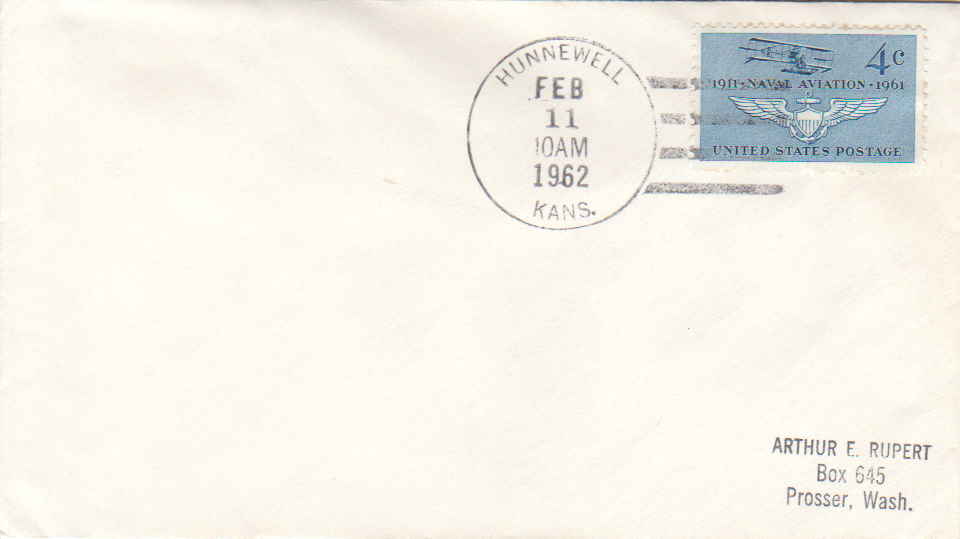 HUNNEWELL
FEB
11
10AM
1962
KANS.
4c
1911·NAVAL AVIATION·1961
UNITED STATES POSTAGE
ARTHUR E. RUPERT
Box 645
Prosser, Wash.